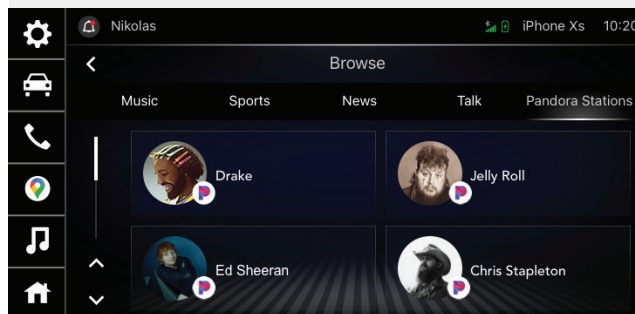 Nikolas iPhone Xs 10:20
Browse
Music Sports News Talk Pandora Stations
Drake Jelly Roll
Ed Sheeran Chris Stapleton